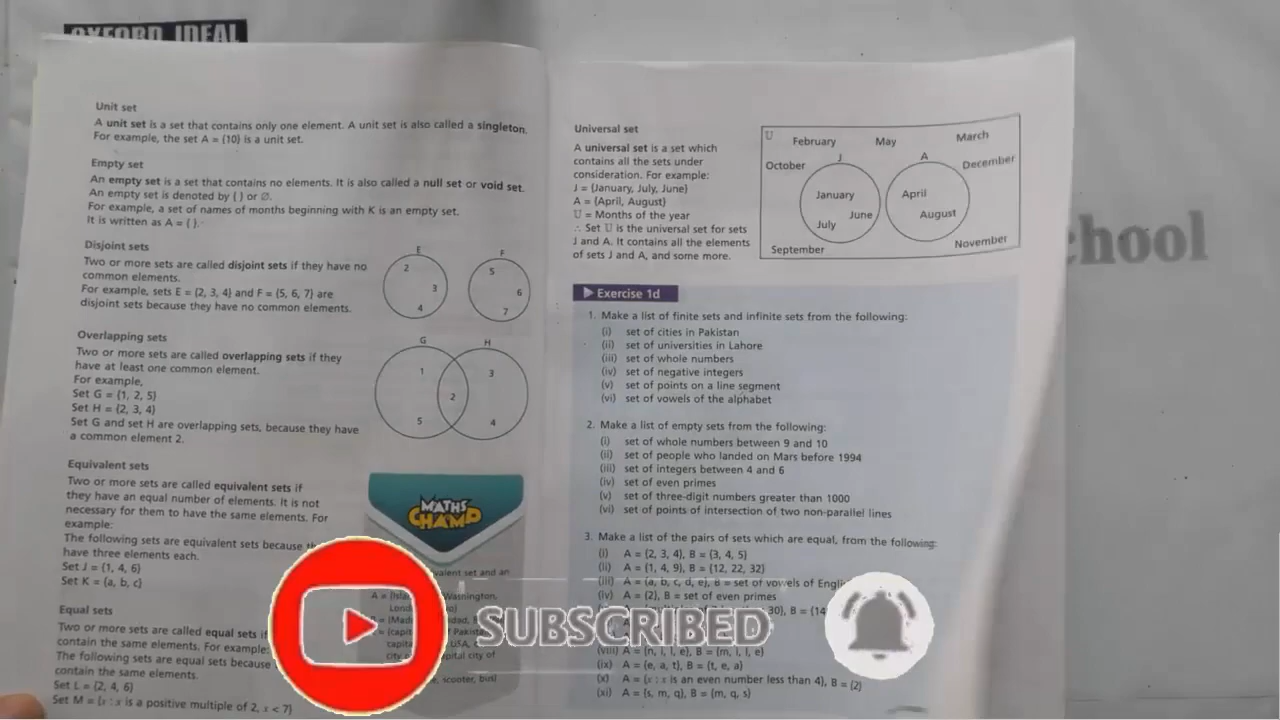 OXFORD IDEAL
Unit set
A unit set is a set that contains only one element. A unit set is also called a singleton.
For example, the set A = {10} is a unit set.
Empty set
An empty set is a set that contains no elements. It is also called a null set or void set.
An empty set is denoted by { } or ∅.
For example, a set of names of months beginning with K is an empty set.
It is written as A = { }.
Disjoint sets
Two or more sets are called disjoint sets if they have no
common elements.
For example, sets E = {2, 3, 4} and F = {5, 6, 7} are
disjoint sets because they have no common elements.
E
2
3
4
F
5
6
7
Overlapping sets
Two or more sets are called overlapping sets if they
have at least one common element.
For example,
Set G = {1, 2, 5}
Set H = {2, 3, 4}
Set G and set H are overlapping sets, because they have
a common element 2.
G
H
1
3
2
5
4
Equivalent sets
Two or more sets are called equivalent sets if
they have an equal number of elements. It is not
necessary for them to have the same elements. For
example:
The following sets are equivalent sets because
have three elements each.
Set J = {1, 4, 6}
Set K = {a, b, c}
Equal sets
Two or more sets are called equal sets
contain the same elements. For example:
The following sets are equal sets because
contain the same elements.
Set L = {2, 4, 6}
Set M = {x : x is a positive multiple of 2, x < 7}
MATHS
CHAMP
set and an
Washington,
city of
scooter, bus}
Universal set
A universal set is a set which
contains all the sets under
consideration. For example:
J = {January, July, June}
A = {April, August}
U = Months of the year
∴ Set U is the universal set for sets
J and A. It contains all the elements
of sets J and A, and some more.
U
February
May
March
October
J
A
December
January
April
June
August
July
September
November
Exercise 1d
1. Make a list of finite sets and infinite sets from the following:
(i) set of cities in Pakistan
(ii) set of universities in Lahore
(iii) set of whole numbers
(iv) set of negative integers
(v) set of points on a line segment
(vi) set of vowels of the alphabet
2. Make a list of empty sets from the following:
(i) set of whole numbers between 9 and 10
(ii) set of people who landed on Mars before 1994
(iii) set of integers between 4 and 6
(iv) set of even primes
(v) set of three-digit numbers greater than 1000
(vi) set of points of intersection of two non-parallel lines
3. Make a list of the pairs of sets which are equal, from the following:
(i) A = {2, 3, 4}, B = {3, 4, 5}
(ii) A = {1, 4, 9}, B = {12, 22, 32}
(iii) A = {a, b, c, d, e}, B = set of vowels of
(iv) A = {2}, B = set of even primes
30}, B = {14
(viii) A = {n, i, l, e}, B = {m, i, l, e}
(ix) A = {e, a, t}, B = {t, e, a}
(x) A = {x : x is an even number less than 4}, B = {2}
(xi) A = {s, m, q}, B = {m, q, s}
SUBSCRIBED
chool